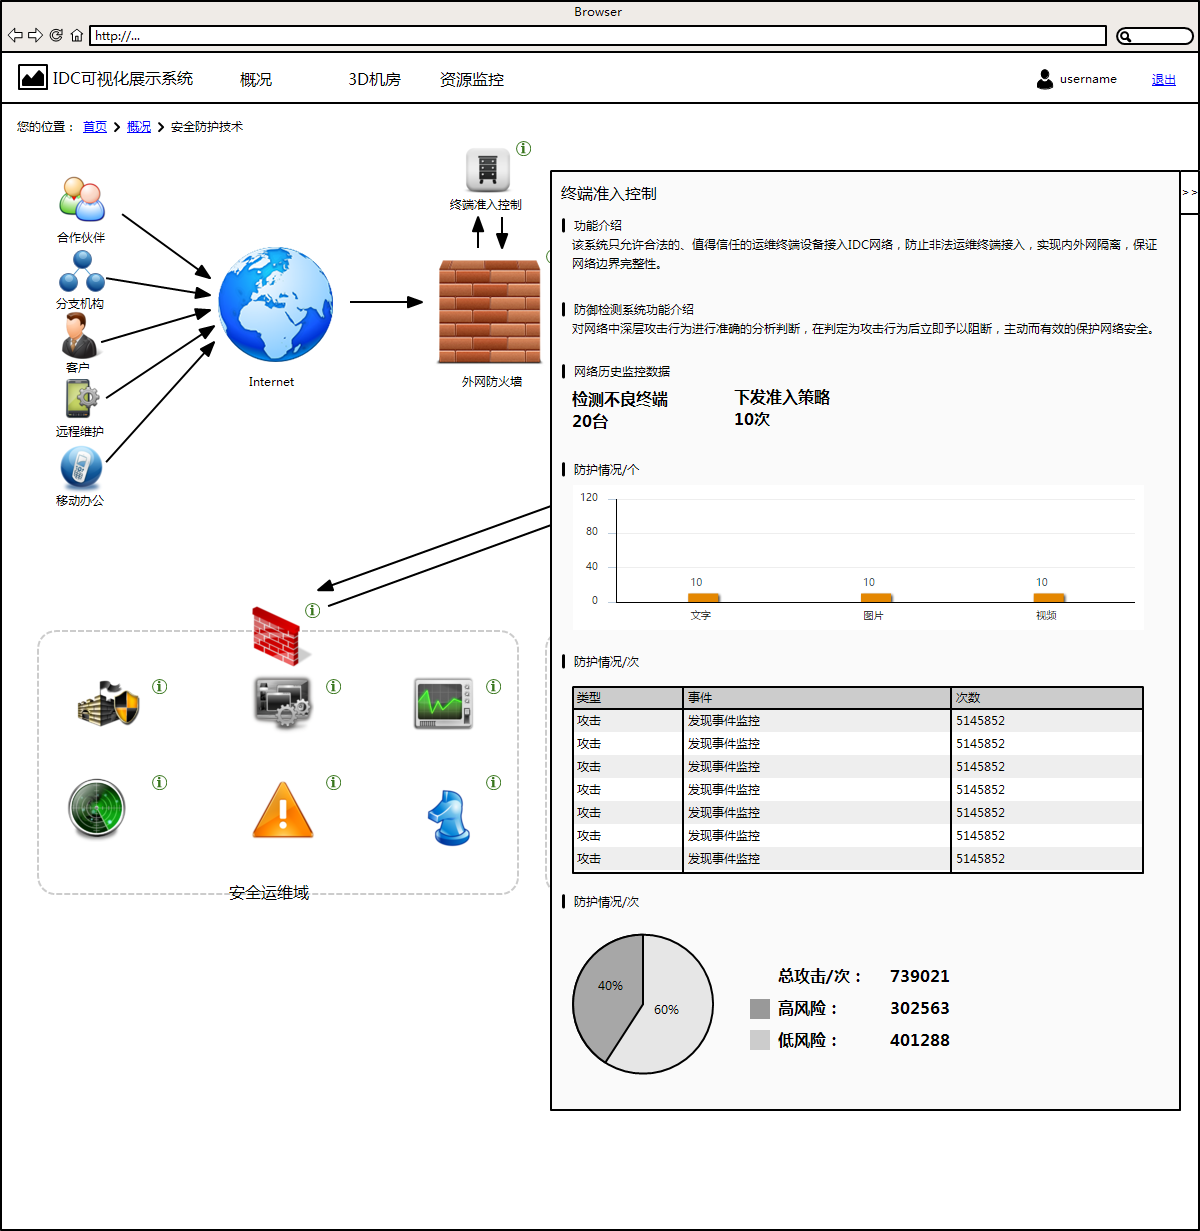 Browser
http://...
IDC可视化展示系统
概况
3D机房
资源监控
username
退出
您的位置： 首页 > 概况 > 安全防护技术
合作伙伴
分支机构
客户
远程维护
移动办公
Internet
终端准入控制
外网防火墙
安全运维域
>>
终端准入控制
功能介绍
该系统只允许合法的、值得信任的运维终端设备接入IDC网络，防止非法运维终端接入，实现内外网隔离，保证
网络边界完整性。
防御检测系统功能介绍
对网络中深层攻击行为进行准确的分析判断，在判定为攻击行为后立即予以阻断，主动而有效的保护网络安全。
网络历史监控数据
检测不良终端
20台
下发准入策略
10次
防护情况/个
120
80
40
0
10
10
10
文字
图片
视频
防护情况/次
类型 事件 次数
攻击 发现事件监控 5145852
攻击 发现事件监控 5145852
攻击 发现事件监控 5145852
攻击 发现事件监控 5145852
攻击 发现事件监控 5145852
攻击 发现事件监控 5145852
攻击 发现事件监控 5145852
防护情况/次
40%
60%
总攻击/次： 739021
高风险： 302563
低风险： 401288